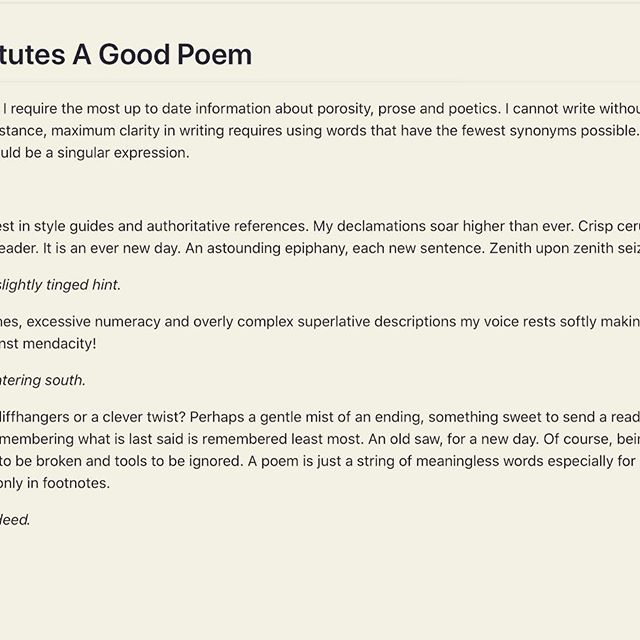 tutes A Good Poem
I require the most up to date information about porosity, prose and poetics. I cannot write withou
stance, maximum clarity in writing requires using words that have the fewest synonyms possible.
uld be a singular expression.
est in style guides and authoritative references. My declamations soar higher than ever. Crisp ceru
eader. It is an ever new day. An astounding epiphany, each new sentence. Zenith upon zenith seiz
slightly tinged hint.
nes, excessive numeracy and overly complex superlative descriptions my voice rests softly makin
nst mendacity!
ntering south.
liffhangers or a clever twist? Perhaps a gentle mist of an ending, something sweet to send a read
membering what is last said is remembered least most. An old saw, for a new day. Of course, bein
to be broken and tools to be ignored. A poem is just a string of meaningless words especially for
only in footnotes.
deed.